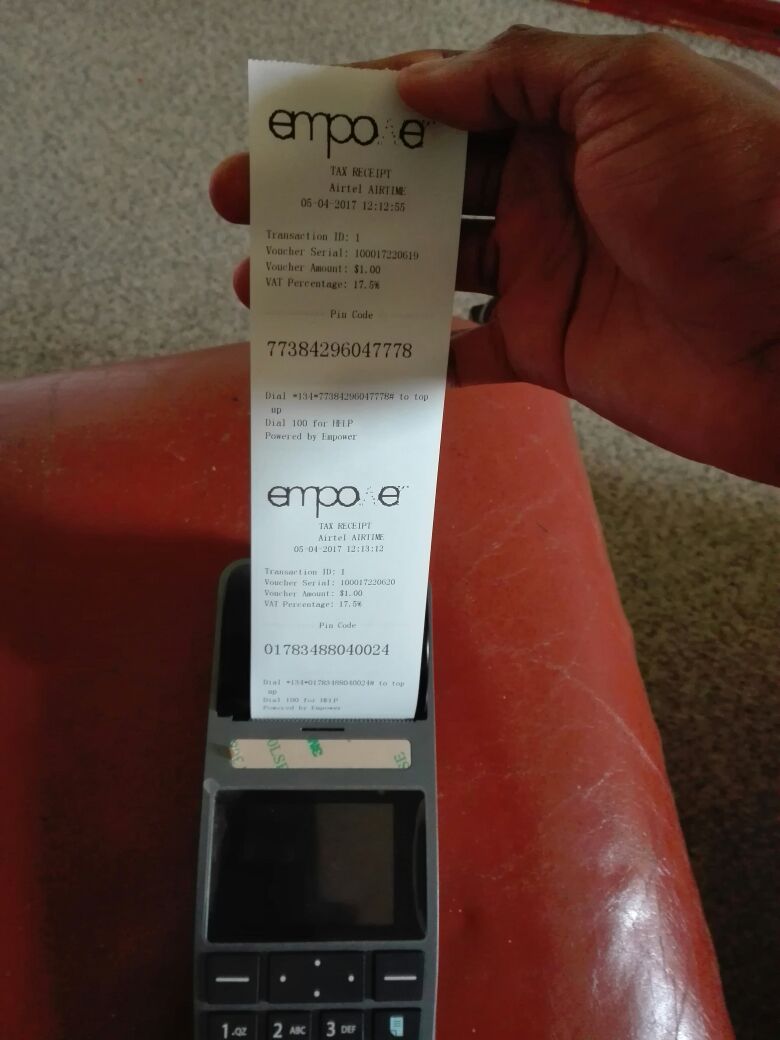 empower
TAX RECEIPT
Airtel AIRTIME
05-04-2017 12:12:55
Transaction ID: 1
Voucher Serial: 100017220619
Voucher Amount: $1.00
VAT Percentage: 17.5%
Pin Code
77384296047778
Dial *134*77384296047778# to top
up
Dial 100 for HELP
Powered by Empower
empower
TAX RECEIPT
Airtel AIRTIME
05-04-2017 12:13:12
Transaction ID: 1
Voucher Serial: 100017220620
Voucher Amount: $1.00
VAT Percentage: 17.5%
Pin Code
01783488040024
Dial *134*01783488040024# to top
up
Dial 100 for HELP
Powered by Empower
3M
1.QZ 2 ABC 3 DEF